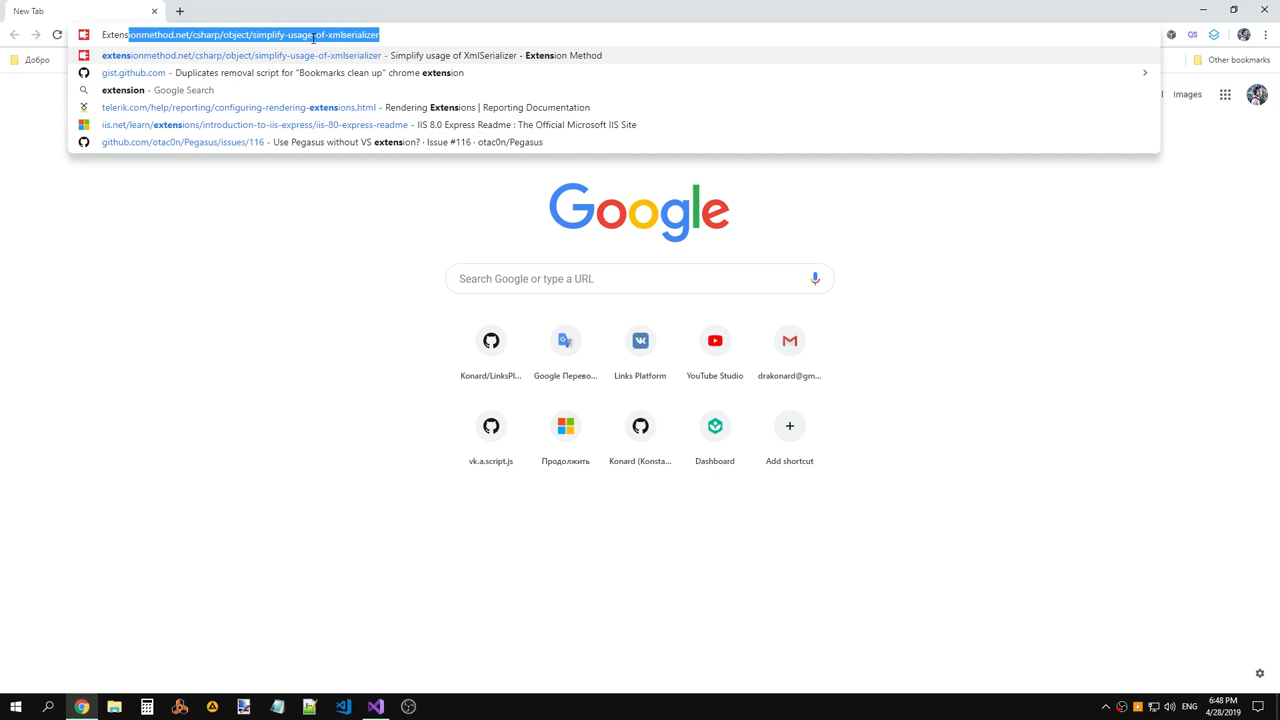 New Tab
Extensionmethod.net/csharp/object/simplify-usage-of-xmlserializer
extensionmethod.net/csharp/object/simplify-usage-of-xmlserializer - Simplify usage of XmlSerializer - Extension Method
gist.github.com - Duplicates removal script for "Bookmarks clean up" chrome extension
extension - Google Search
telerik.com/help/reporting/configuring-rendering-extensions.html - Rendering Extensions | Reporting Documentation
iis.net/learn/extensions/introduction-to-iis-express/iis-80-express-readme - IIS 8.0 Express Readme : The Official Microsoft IIS Site
github.com/otac0n/Pegasus/issues/116 - Use Pegasus without VS extension? · Issue #116 · otac0n/Pegasus
Добро
Other bookmarks
Images
Google
Search Google or type a URL
Konard/LinksPl...
Google Перево...
Links Platform
YouTube Studio
drakonard@gm...
vk.a.script.js
Продолжить
Konard (Konsta...
Dashboard
Add shortcut
ENG
6:48 PM
4/28/2019